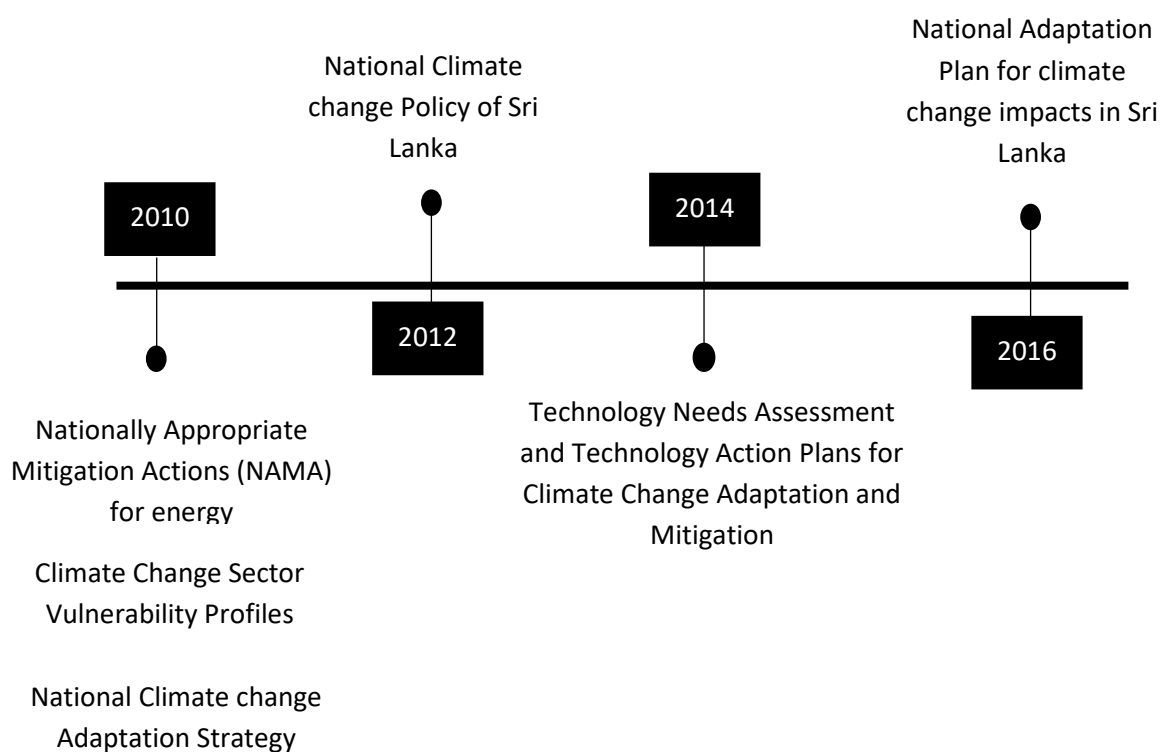 National Adaptation
Plan for climate
change impacts in Sri
Lanka
National Climate
change Policy of Sri
Lanka
2010
2014
2012
2016
Nationally Appropriate
Mitigation Actions (NAMA)
for energy
Climate Change Sector
Vulnerability Profiles
National Climate change
Adaptation Strategy
Technology Needs Assessment
and Technology Action Plans for
Climate Change Adaptation and
Mitigation